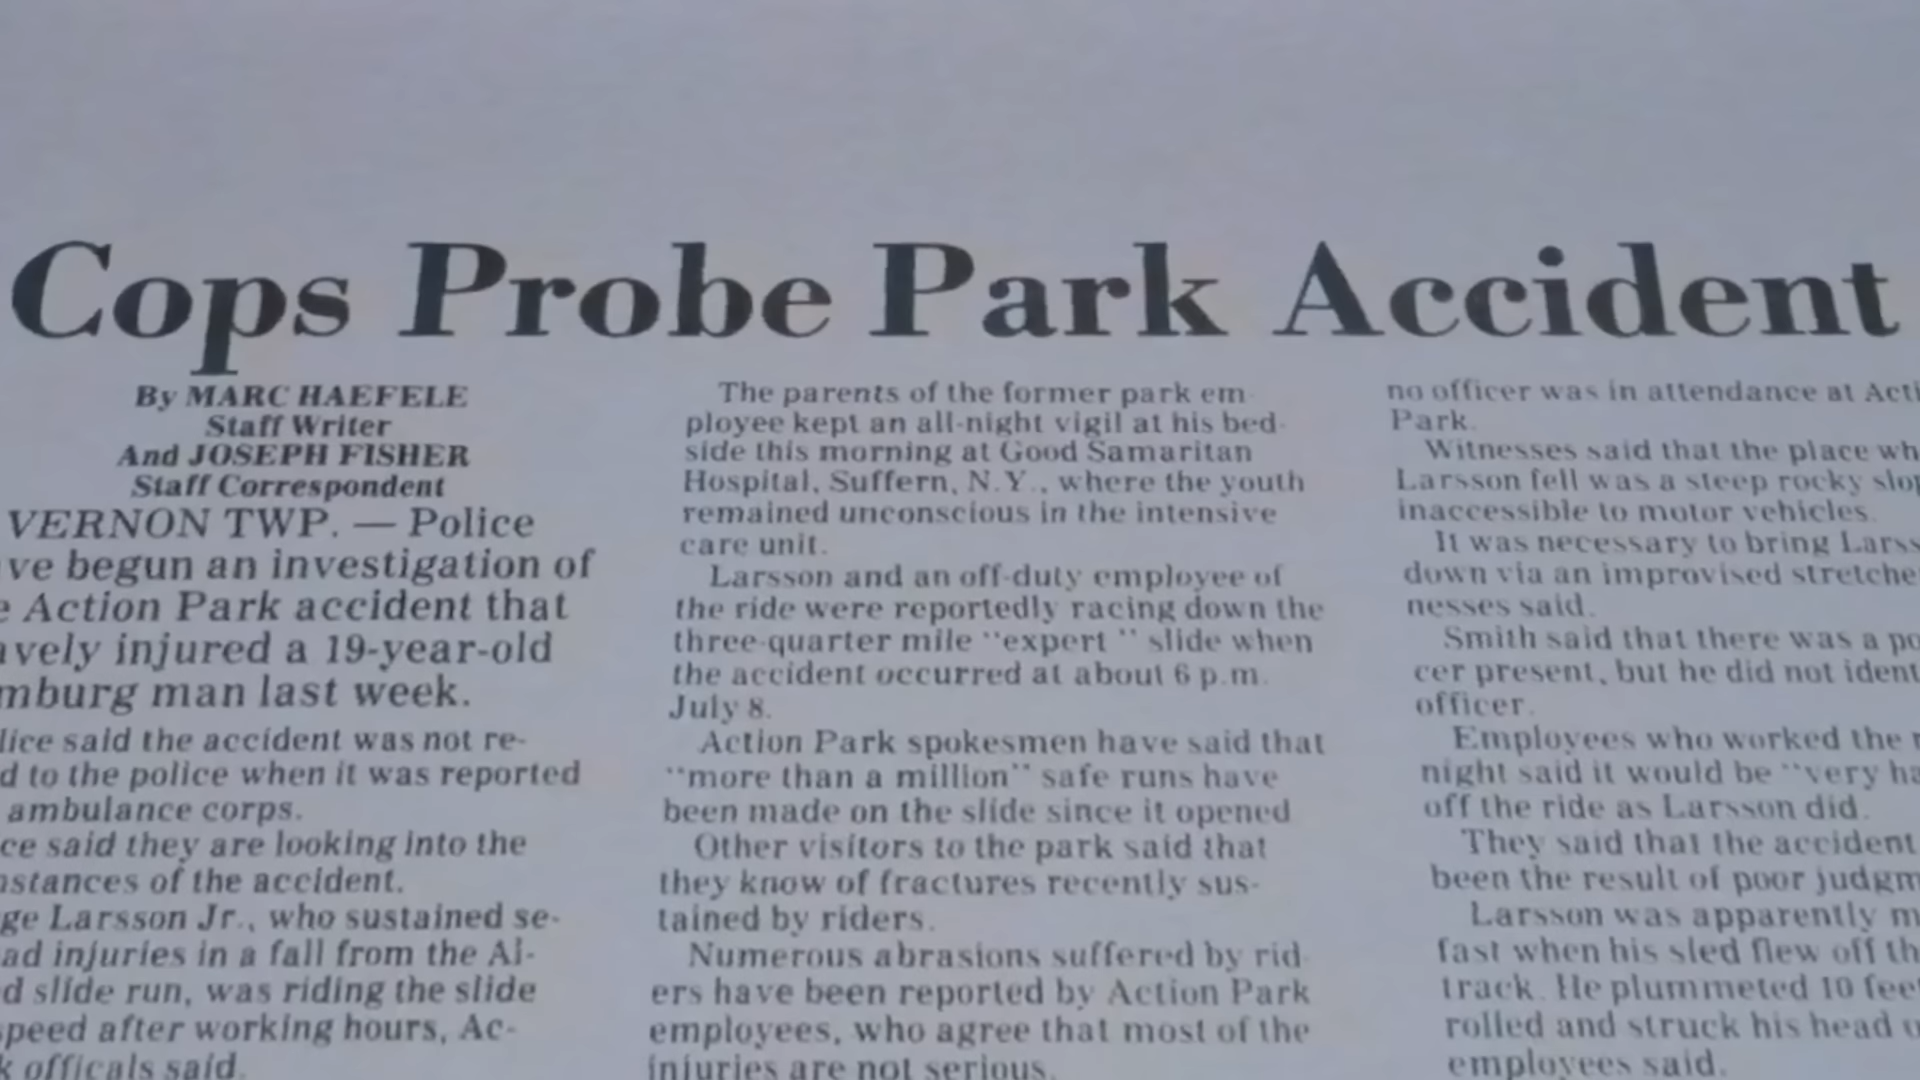 Cops Probe Park Accident
By MARC HAEFELE
Staff Writer
And JOSEPH FISHER
Staff Correspondent
VERNON TWP. — Police
ve begun an investigation of
e Action Park accident that
vely injured a 19-year-old
mburg man last week.
lice said the accident was not re-
d to the police when it was reported
ambulance corps.
ce said they are looking into the
nstances of the accident.
ge Larsson Jr., who sustained se-
ad injuries in a fall from the Al-
d slide run, was riding the slide
speed after working hours, Ac-
k officals said.
The parents of the former park em-
ployee kept an all-night vigil at his bed-
side this morning at Good Samaritan
Hospital, Suffern, N.Y., where the youth
remained unconscious in the intensive
care unit.
Larsson and an off-duty employee of
the ride were reportedly racing down the
three-quarter mile "expert" slide when
the accident occurred at about 6 p.m.
July 8.
Action Park spokesmen have said that
"more than a million" safe runs have
been made on the slide since it opened
Other visitors to the park said that
they know of fractures recently sus-
tained by riders.
Numerous abrasions suffered by rid-
ers have been reported by Action Park
employees, who agree that most of the
injuries are not serious.
no officer was in attendance at Acti
Park.
Witnesses said that the place wh
Larsson fell was a steep rocky slop
inaccessible to motor vehicles.
It was necessary to bring Larss
down via an improvised stretche
nesses said.
Smith said that there was a po
cer present, but he did not ident
officer.
Employees who worked the r
night said it would be "very ha
off the ride as Larsson did.
They said that the accident
been the result of poor judgm
Larsson was apparently m
fast when his sled flew off th
track. He plummeted 10 fee
rolled and struck his head o
employees said.